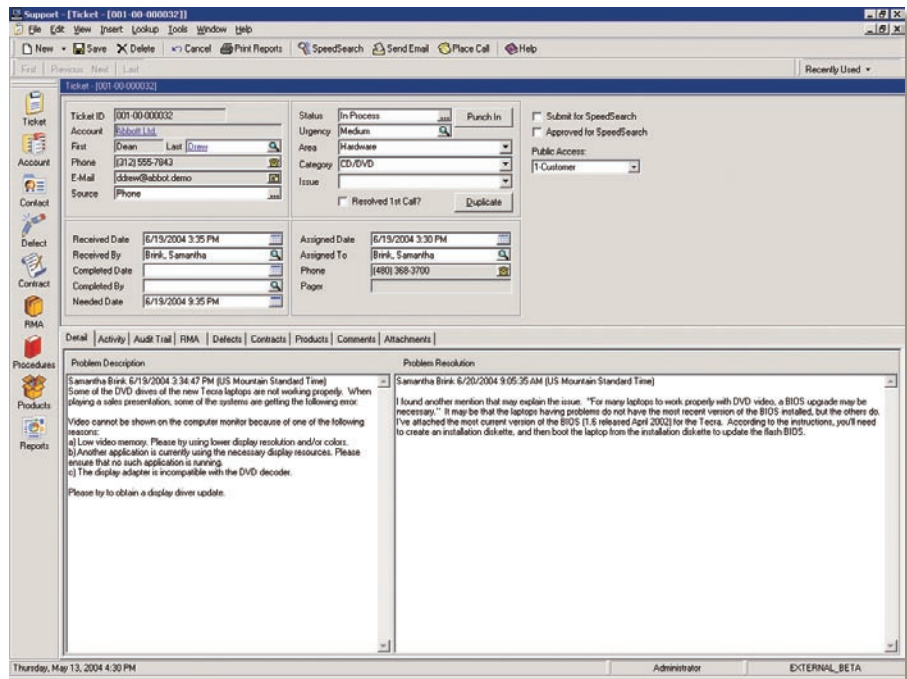 Support - [Ticket - [001-00-000032]]
File Edit View Insert Lookup Tools Window Help
New Save Delete Cancel Print Reports SpeedSearch Send Email Place Call Help
First Previous Next Last Recently Used
Ticket - [001-00-000032]
Ticket
Account
Contact
Defect
Contract
RMA
Procedures
Products
Reports
Ticket ID 001-00-000032
Account Ribbott Ltd.
First Dean Last Drew
Phone (312) 555-7843
E-Mail ddrew@abbot.demo
Source Phone
Status In Process ... Punch In
Urgency Medium
Area Hardware
Category CD/DVD
Issue
Resolved 1st Call? Duplicate
Submit for SpeedSearch
Approved for SpeedSearch
Public Access:
1-Customer
Received Date 6/19/2004 3:35 PM
Received By Brink, Samantha
Completed Date
Completed By
Needed Date 6/19/2004 9:35 PM
Assigned Date 6/19/2004 3:30 PM
Assigned To Brink, Samantha
Phone (480) 368-3700
Pager
Detail Activity Audit Trail RMA Defects Contracts Products Comments Attachments
Problem Description
Samantha Brink 6/19/2004 3:34:47 PM (US Mountain Standard Time)
Some of the DVD drives of the new Tecra laptops are not working properly. When
playing a sales presentation, some of the systems are getting the following error:
Video cannot be shown on the computer monitor because of one of the following
reasons:
a) Low video memory. Please try using lower display resolution and/or colors.
b) Another application is currently using the necessary display resources. Please
ensure that no such application is running.
c) The display adapter is incompatible with the DVD decoder.
Please try to obtain a display driver update.
Problem Resolution
Samantha Brink 6/20/2004 9:05:35 AM (US Mountain Standard Time)
I found another mention that may explain the issue. "For many laptops to work properly with DVD video, a BIOS upgrade may be
necessary." It may be that the laptops having problems do not have the most recent version of the BIOS installed, but the others do.
I've attached the most current version of the BIOS (1.6 released April 2002) for the Tecra. According to the instructions, you'll need
to create an installation diskette, and then boot the laptop from the installation diskette to update the flash BIOS.
Thursday, May 13, 2004 4:30 PM Administrator EXTERNAL_BETA